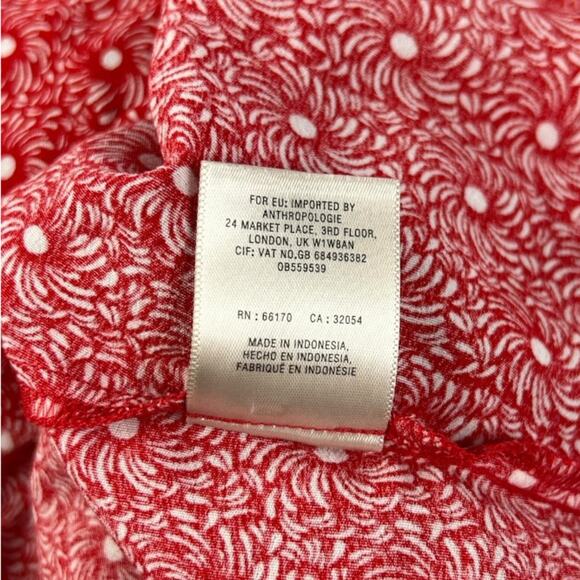 FOR EU: IMPORTED BY
ANTHROPOLOGIE
24 MARKET PLACE, 3RD FLOOR,
LONDON, UK W1W8AN
CIF: VAT NO.GB 684936382
OB559539
RN : 66170 CA : 32054
MADE IN INDONESIA,
HECHO EN INDONESIA,
FABRIQUÉ EN INDONÉSIE